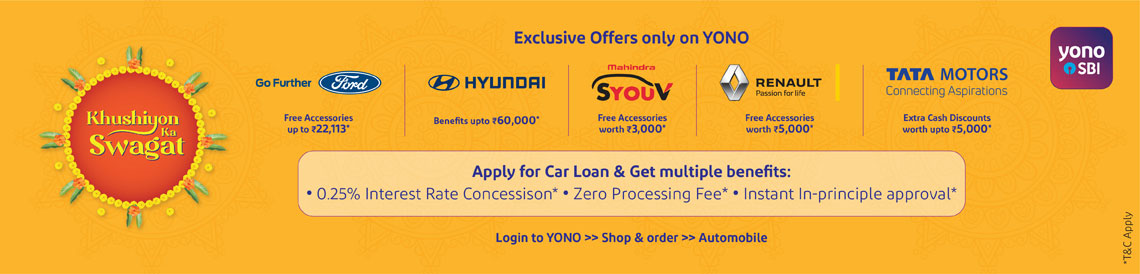 Exclusive Offers only on YONO
yono
SBI
Khushiyon
Ka
Swagat
Go Further Ford
Free Accessories
up to ₹22,113*
HYUNDAI
Benefits upto ₹60,000*
Mahindra
SYOUV
Free Accessories
worth ₹3,000*
RENAULT
Passion for life
Free Accessories
worth ₹5,000*
TATA MOTORS
Connecting Aspirations
Extra Cash Discounts
worth upto ₹5,000*
Apply for Car Loan & Get multiple benefits:
• 0.25% Interest Rate Concessison* • Zero Processing Fee* • Instant In-principle approval*
Login to YONO >> Shop & order >> Automobile
*T&C Apply